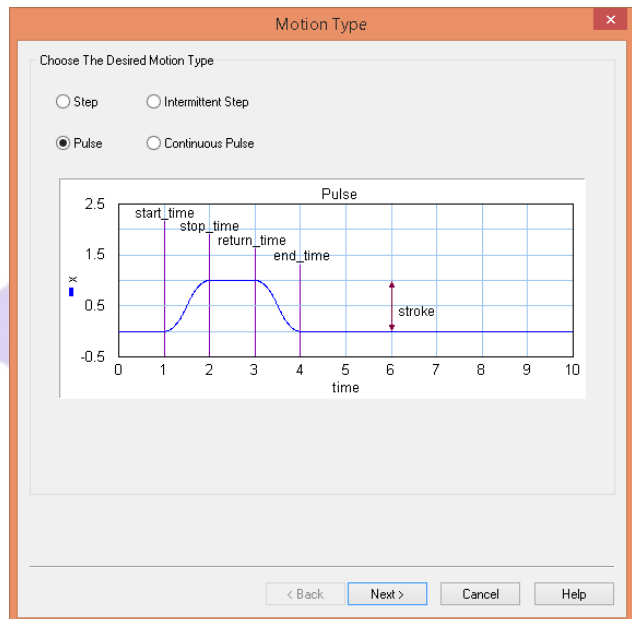 Motion Type
Choose The Desired Motion Type
Step
Intermittent Step
Pulse
Continuous Pulse
Pulse
2.5
start_time
stop_time
return_time
end_time
1.5
x
0.5
stroke
-0.5
0 1 2 3 4 5 6 7 8 9 10
time
< Back
Next >
Cancel
Help